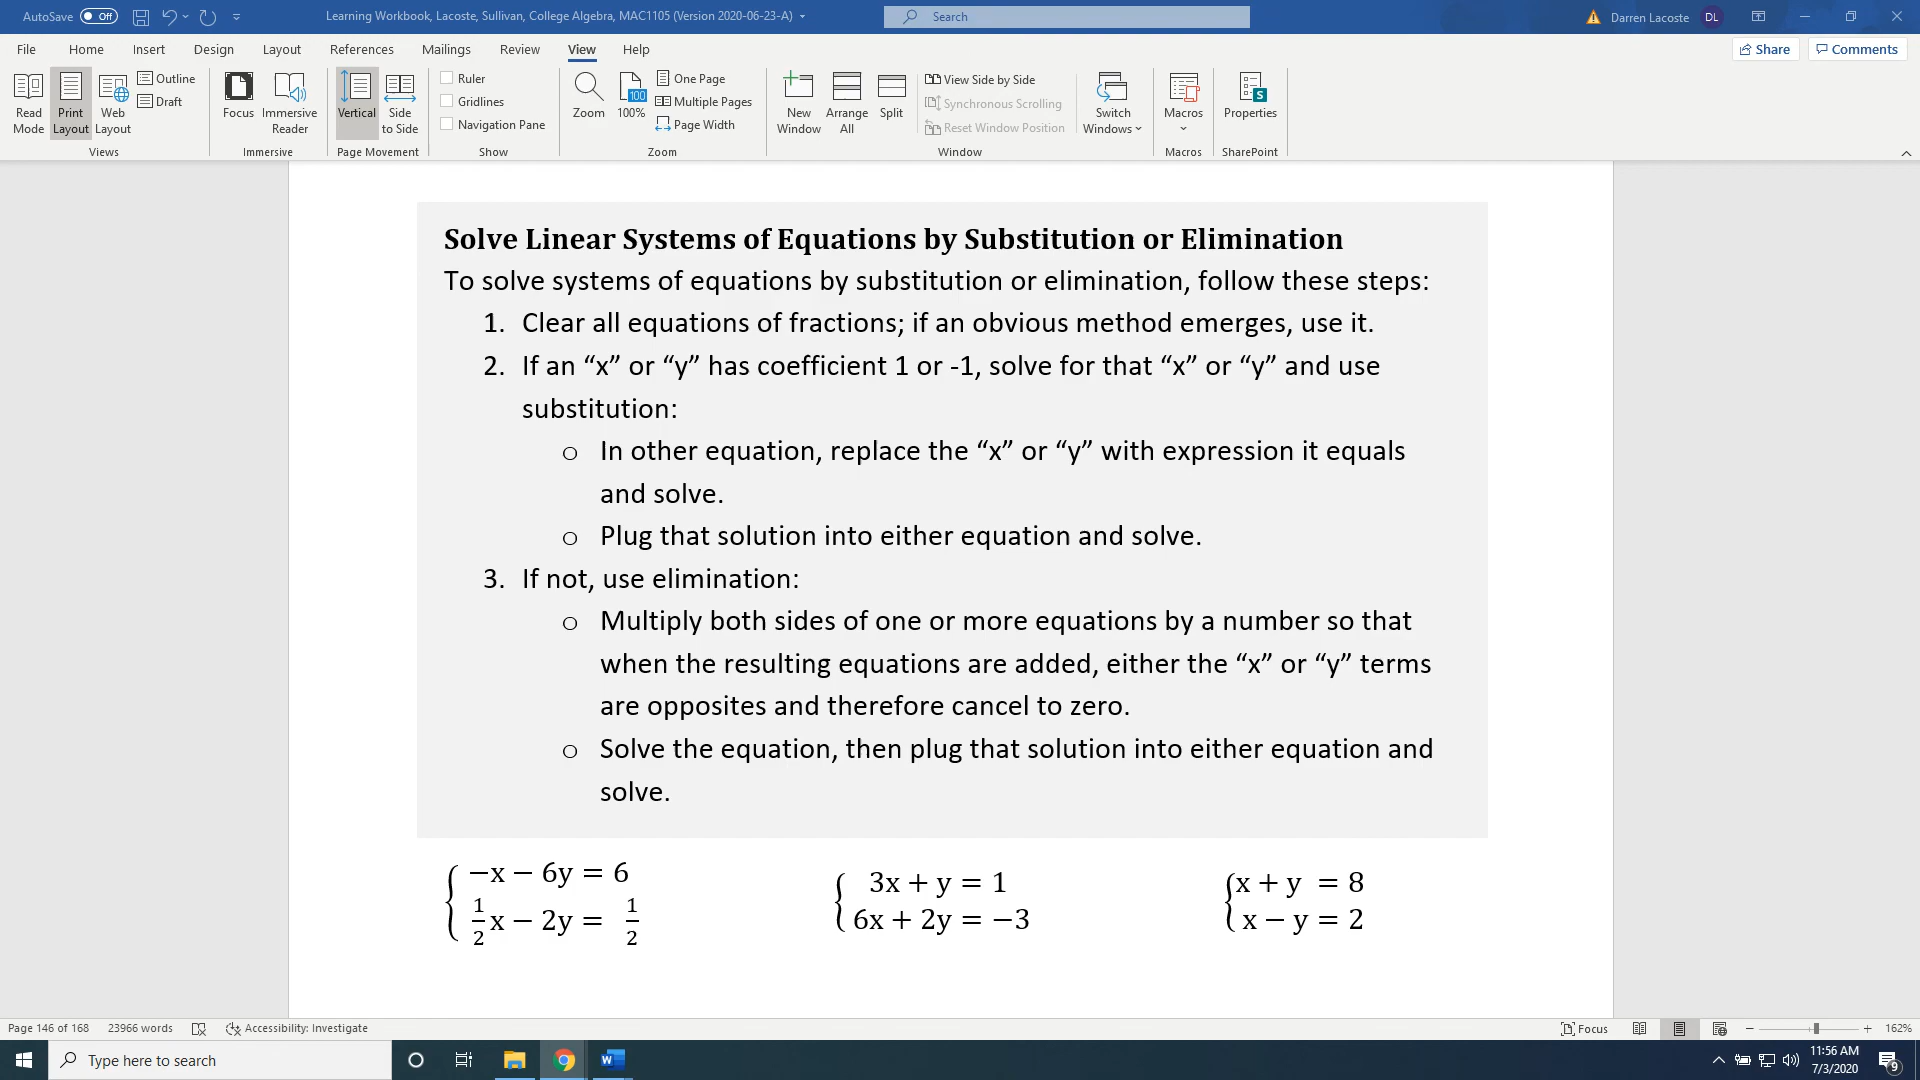 AutoSave Off
Learning Workbook, Lacoste, Sullivan, College Algebra, MAC1105 (Version 2020-06-23-A)
Search
Darren Lacoste DL
File Home Insert Design Layout References Mailings Review View Help
Share Comments
Read Mode
Print Layout
Web Layout
Outline
Draft
Views
Focus
Immersive Reader
Immersive
Vertical
Side to Side
Page Movement
Ruler
Gridlines
Navigation Pane
Show
Zoom
100
100%
One Page
Multiple Pages
Page Width
Zoom
New Window
Arrange All
Split
View Side by Side
Synchronous Scrolling
Reset Window Position
Switch Windows
Window
Macros
Macros
S
Properties
SharePoint
Solve Linear Systems of Equations by Substitution or Elimination
To solve systems of equations by substitution or elimination, follow these steps:
1. Clear all equations of fractions; if an obvious method emerges, use it.
2. If an “x” or “y” has coefficient 1 or -1, solve for that “x” or “y” and use
substitution:
o In other equation, replace the “x” or “y” with expression it equals
and solve.
o Plug that solution into either equation and solve.
3. If not, use elimination:
o Multiply both sides of one or more equations by a number so that
when the resulting equations are added, either the “x” or “y” terms
are opposites and therefore cancel to zero.
o Solve the equation, then plug that solution into either equation and
solve.
−x − 6y = 6
1/2 x − 2y = 1/2
3x + y = 1
6x + 2y = −3
x + y = 8
x − y = 2
Page 146 of 168 23966 words Accessibility: Investigate
Focus 162%
Type here to search
W
11:56 AM
7/3/2020
9